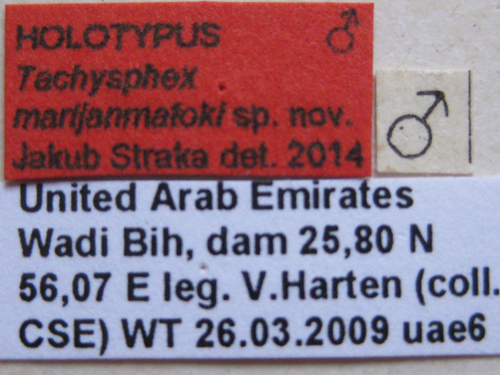 HOLOTYPUS ♂
Tachysphex
marijanmatoki sp. nov.
Jakub Straka det. 2014
♂
United Arab Emirates
Wadi Bih, dam 25,80 N
56,07 E leg. V.Harten (coll.
CSE) WT 26.03.2009 uae6